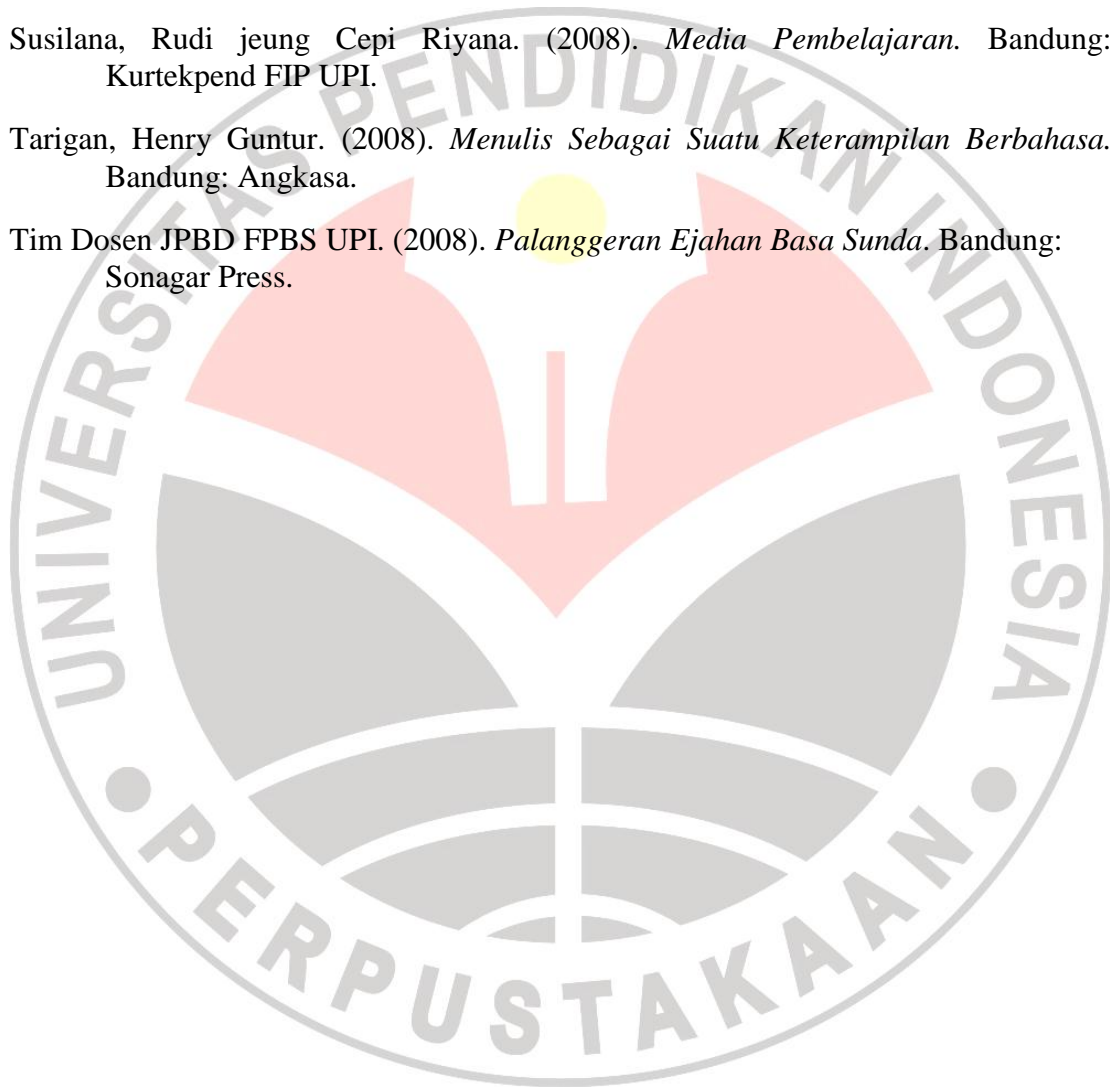 Susilana, Rudi jeung Cepi Riyana. (2008). Media Pembelajaran. Bandung:
Kurtekpend FIP UPI.
Tarigan, Henry Guntur. (2008). Menulis Sebagai Suatu Keterampilan Berbahasa.
Bandung: Angkasa.
Tim Dosen JPBD FPBS UPI. (2008). Palanggeran Ejahan Basa Sunda. Bandung:
Sonagar Press.
UNIVERSITAS PENDIDIKAN INDONESIA
PERPUSTAKAAN